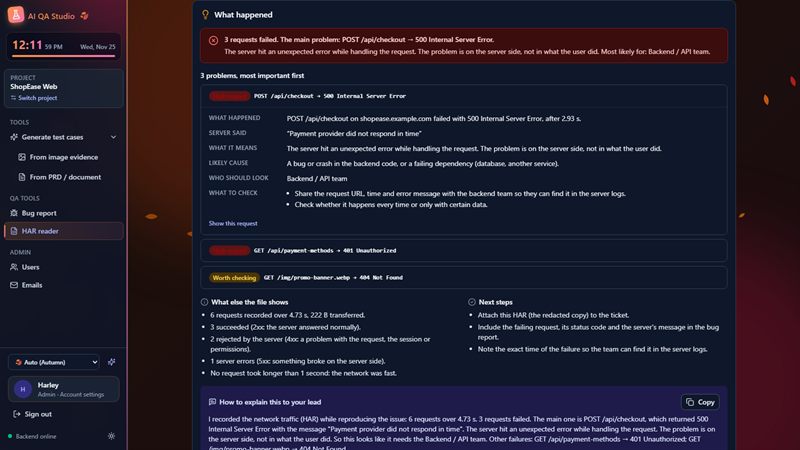 AI QA Studio
12:11 59 PM
Wed, Nov 25
PROJECT
ShopEase Web
Switch project
TOOLS
Generate test cases
From image evidence
From PRD / document
QA TOOLS
Bug report
HAR reader
ADMIN
Users
Emails
Auto (Autumn)
H
Harley
Admin · Account settings
Sign out
Backend online
What happened
3 requests failed. The main problem: POST /api/checkout → 500 Internal Server Error.
The server hit an unexpected error while handling the request. The problem is on the server side, not in what the user did. Most likely for: Backend / API team.
3 problems, most important first
POST /api/checkout → 500 Internal Server Error
WHAT HAPPENED
POST /api/checkout on shopease.example.com failed with 500 Internal Server Error, after 2.93 s.
SERVER SAID
"Payment provider did not respond in time"
WHAT IT MEANS
The server hit an unexpected error while handling the request. The problem is on the server side, not in what the user did.
LIKELY CAUSE
A bug or crash in the backend code, or a failing dependency (database, another service).
WHO SHOULD LOOK
Backend / API team
WHAT TO CHECK
• Share the request URL, time and error message with the backend team so they can find it in the server logs.
• Check whether it happens every time or only with certain data.
Show this request
GET /api/payment-methods → 401 Unauthorized
Worth checking GET /img/promo-banner.webp → 404 Not Found
What else the file shows
• 6 requests recorded over 4.73 s, 222 B transferred.
• 3 succeeded (2xx: the server answered normally).
• 2 rejected by the server (4xx: a problem with the request, the session or
permissions).
• 1 server errors (5xx: something broke on the server side).
• No request took longer than 1 second: the network was fast.
Next steps
• Attach this HAR (the redacted copy) to the ticket.
• Include the failing request, its status code and the server's message in the bug
report.
• Note the exact time of the failure so the team can find it in the server logs.
How to explain this to your lead
Copy
I recorded the network traffic (HAR) while reproducing the issue: 6 requests over 4.73 s. 3 requests failed. The main one is POST /api/checkout, which returned 500
Internal Server Error with the message "Payment provider did not respond in time". The server hit an unexpected error while handling the request. The problem is on
the server side, not in what the user did. So this looks like it needs the Backend / API team. Other failures: GET /api/payment-methods → 401 Unauthorized; GET
/img/promo-banner.webp → 404 Not Found.